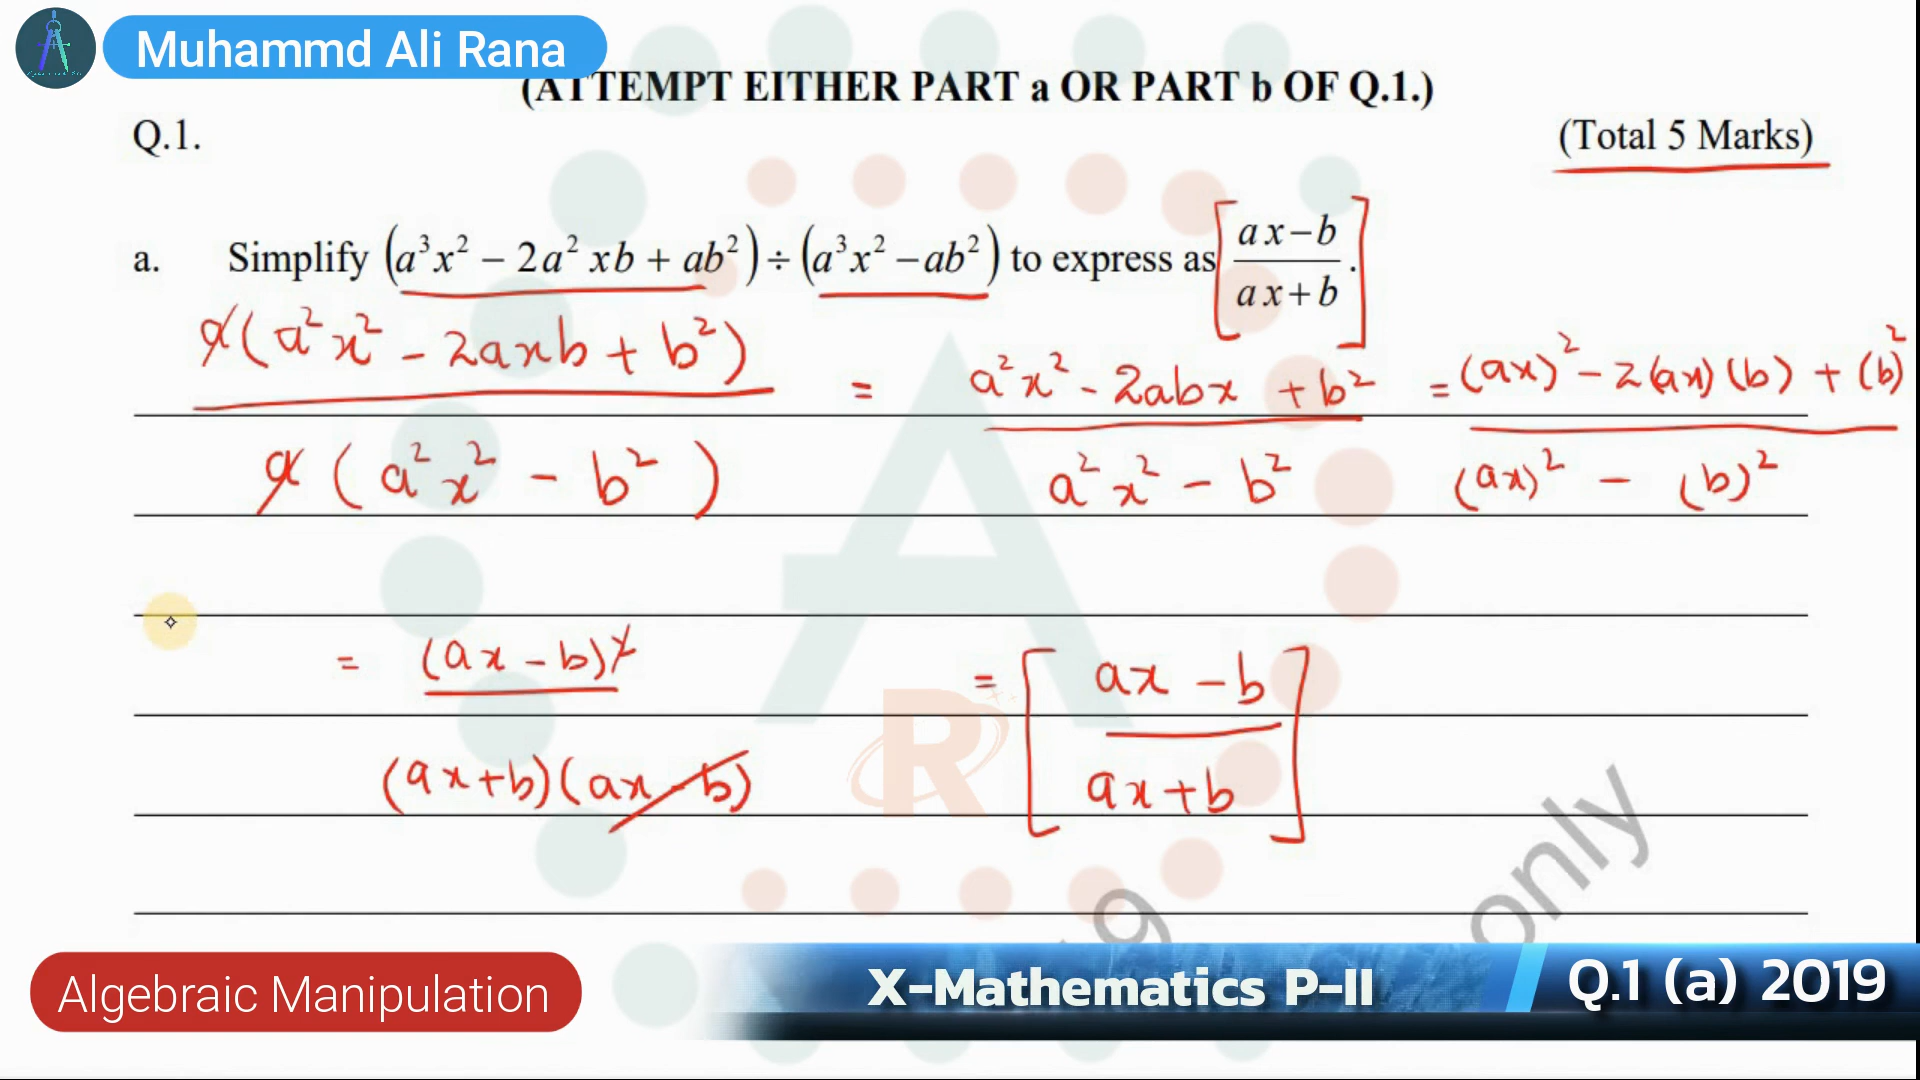 Muhammd Ali Rana
(ATTEMPT EITHER PART a OR PART b OF Q.1.)
Q.1.
(Total 5 Marks)
a. Simplify (a³x² − 2a²xb + ab²) ÷ (a³x² − ab²) to express as [ax−b / ax+b].
a(a²x² - 2axb + b²) / a(a²x² - b²) = a²x² - 2abx + b² / a²x² - b² = (ax)² - 2(ax)(b) + (b)² / (ax)² - (b)²
= (ax - b)² / (ax+b)(ax-b) = [ax - b / ax+b]
9
only
R
Algebraic Manipulation
X-Mathematics P-II
Q.1 (a) 2019